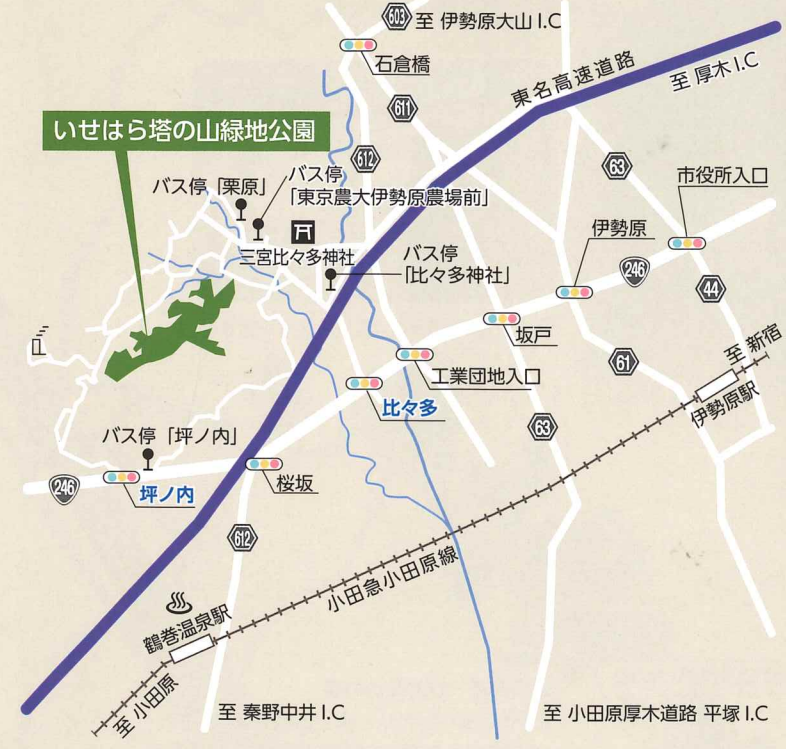 603
至 伊勢原大山 I.C
石倉橋
東名高速道路
至 厚木 I.C
611
いせはら塔の山緑地公園
612
63
バス停「栗原」
バス停
「東京農大伊勢原農場前」
市役所入口
三宮比々多神社
伊勢原
246
バス停
「比々多神社」
44
坂戸
61
至 新宿
工業団地入口
伊勢原駅
比々多
63
バス停「坪ノ内」
246
坪ノ内
桜坂
612
小田急小田原線
鶴巻温泉駅
至 小田原
至 秦野中井 I.C
至 小田原厚木道路 平塚 I.C